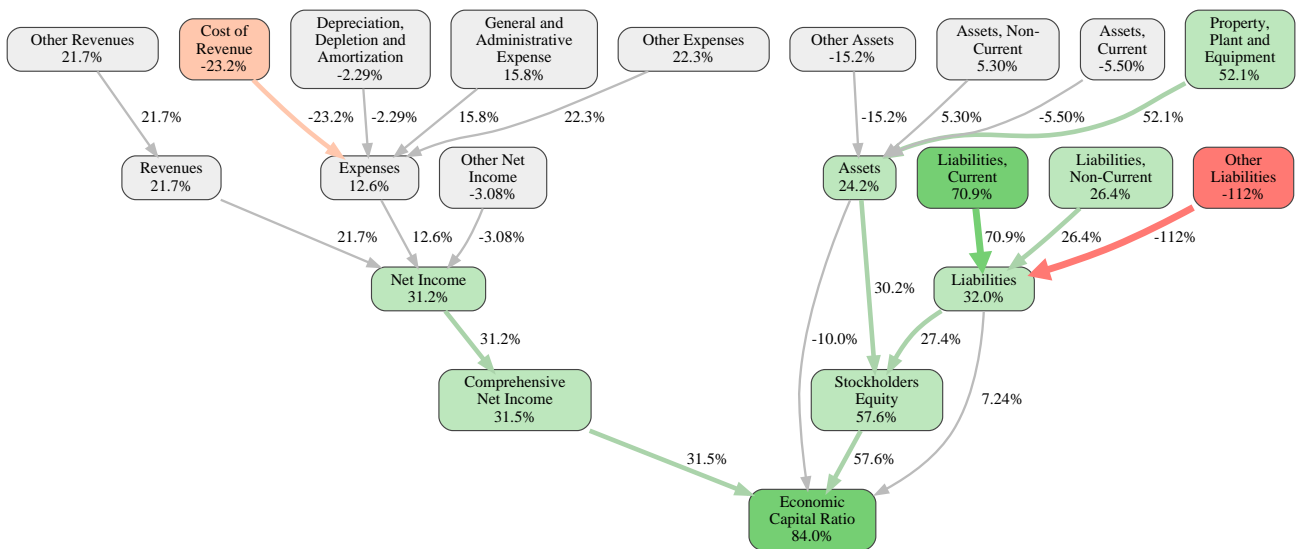 Other Revenues
21.7%
Cost of
Revenue
-23.2%
Depreciation,
Depletion and
Amortization
-2.29%
General and
Administrative
Expense
15.8%
Other Expenses
22.3%
Other Assets
-15.2%
Assets, Non-
Current
5.30%
Assets,
Current
-5.50%
Property,
Plant and
Equipment
52.1%
21.7%
-23.2%
-2.29%
15.8%
22.3%
-15.2%
5.30%
-5.50%
52.1%
Revenues
21.7%
Expenses
12.6%
Other Net
Income
-3.08%
Assets
24.2%
Liabilities,
Current
70.9%
Liabilities,
Non-Current
26.4%
Other
Liabilities
-112%
21.7%
12.6%
-3.08%
70.9%
26.4%
-112%
Net Income
31.2%
30.2%
Liabilities
32.0%
31.2%
-10.0%
27.4%
Comprehensive
Net Income
31.5%
Stockholders
Equity
57.6%
7.24%
31.5%
57.6%
Economic
Capital Ratio
84.0%